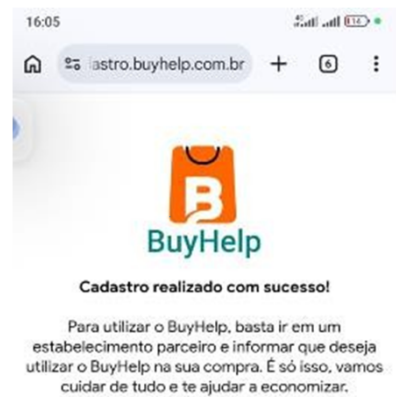 16:05
14
astro.buyhelp.com.br
6
B
BuyHelp
Cadastro realizado com sucesso!
Para utilizar o BuyHelp, basta ir em um
estabelecimento parceiro e informar que deseja
utilizar o BuyHelp na sua compra. É só isso, vamos
cuidar de tudo e te ajudar a economizar.